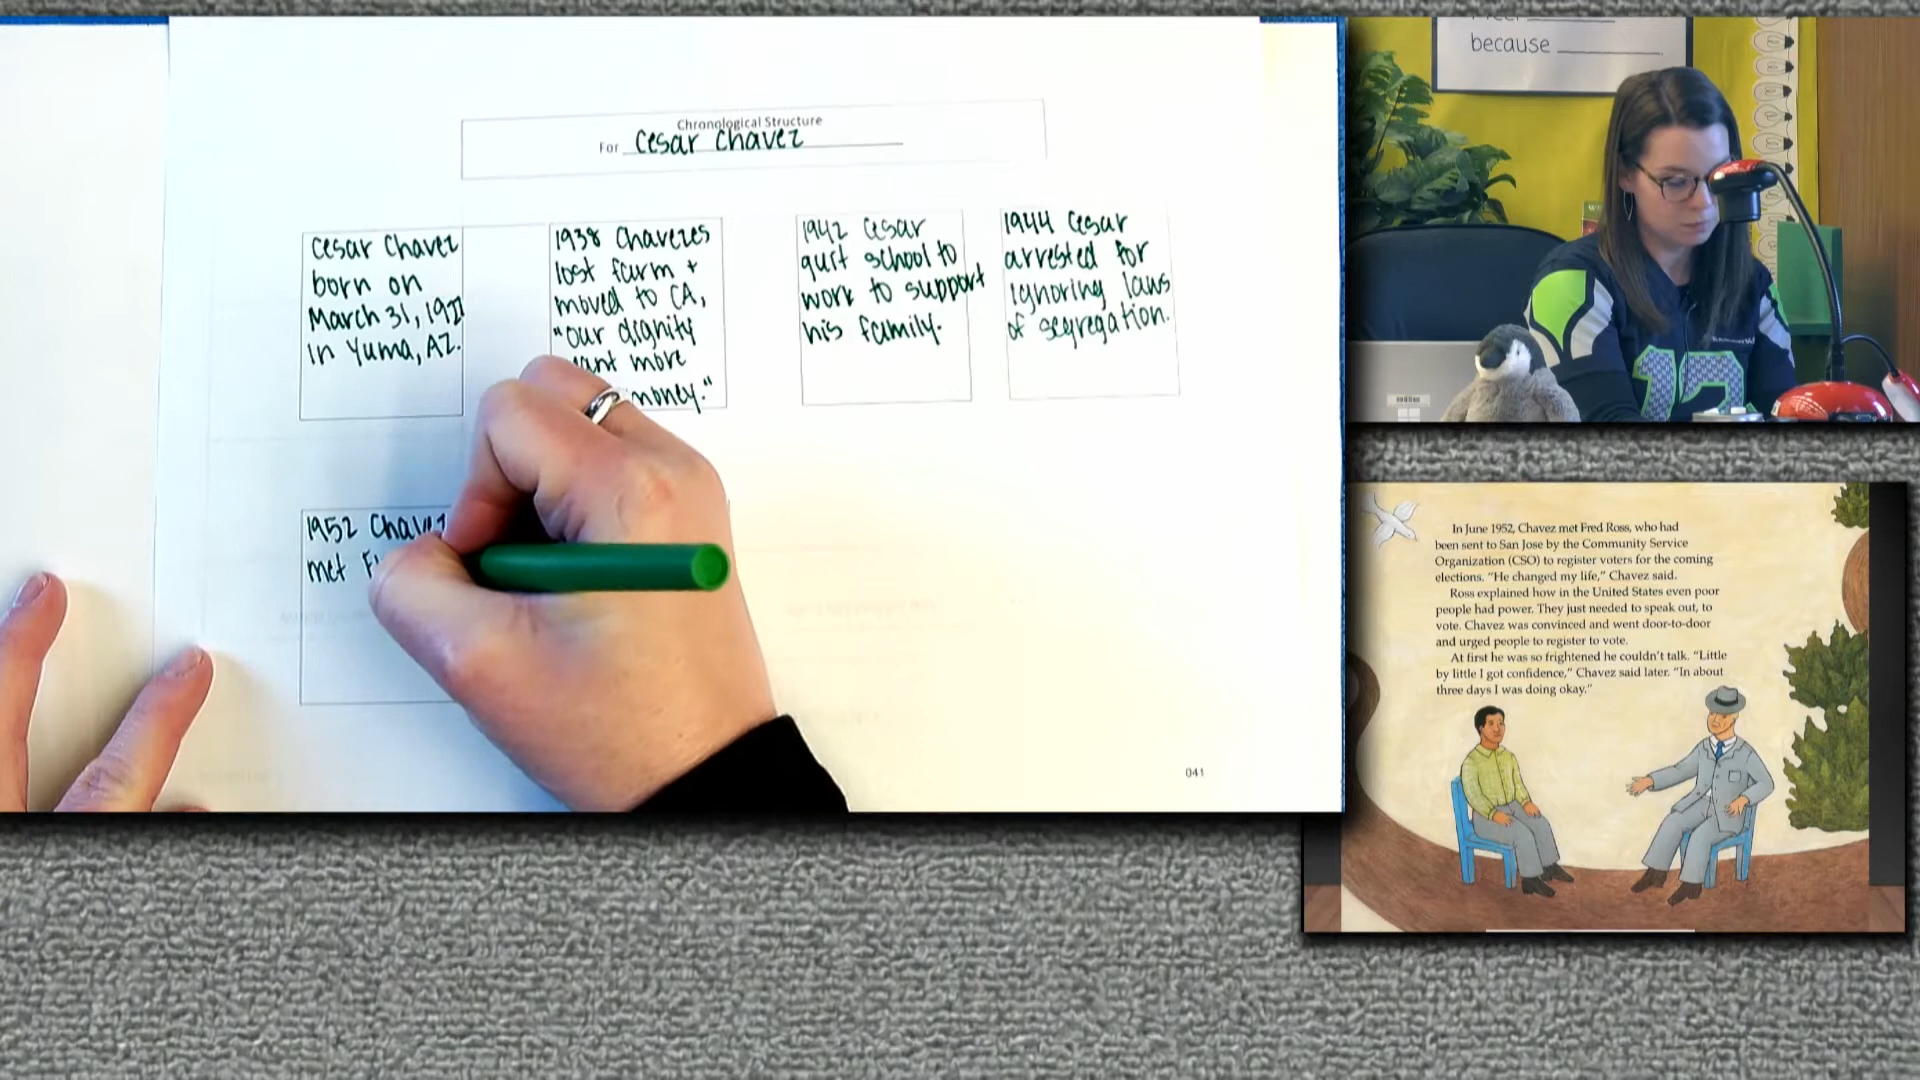 because
Chronological Structure
For Cesar Chavez
Cesar Chavez
born on
March 31, 1927
in Yuma, AZ.
1938 Chavezes
lost farm +
moved to CA,
"our dignity
more
money."
1942 Cesar
quit school to
work to support
his family.
1944 Cesar
arrested for
ignoring laws
of segregation.
1952 Chavez
met
041
12
In June 1952, Chavez met Fred Ross, who had
been sent to San Jose by the Community Service
Organization (CSO) to register voters for the coming
elections. "He changed my life," Chavez said.
Ross explained how in the United States even poor
people had power. They just needed to speak out, to
vote. Chavez was convinced and went door-to-door
and urged people to register to vote.
At first he was so frightened he couldn't talk. "Little
by little I got confidence," Chavez said later. "In about
three days I was doing okay."